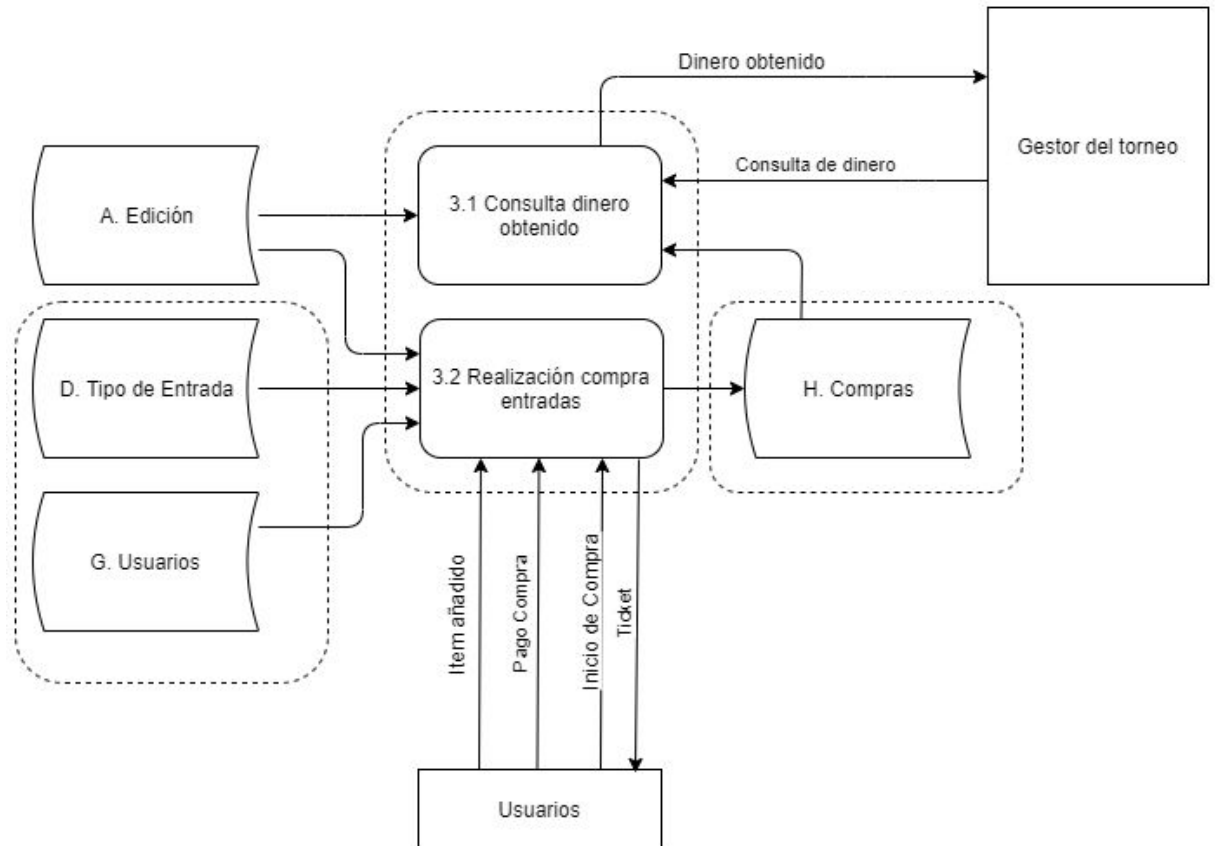 Dinero obtenido
Gestor del torneo
Consulta de dinero
A. Edición
3.1 Consulta dinero
obtenido
D. Tipo de Entrada
3.2 Realización compra
entradas
H. Compras
G. Usuarios
Item añadido
Pago Compra
Inicio de Compra
Ticket
Usuarios